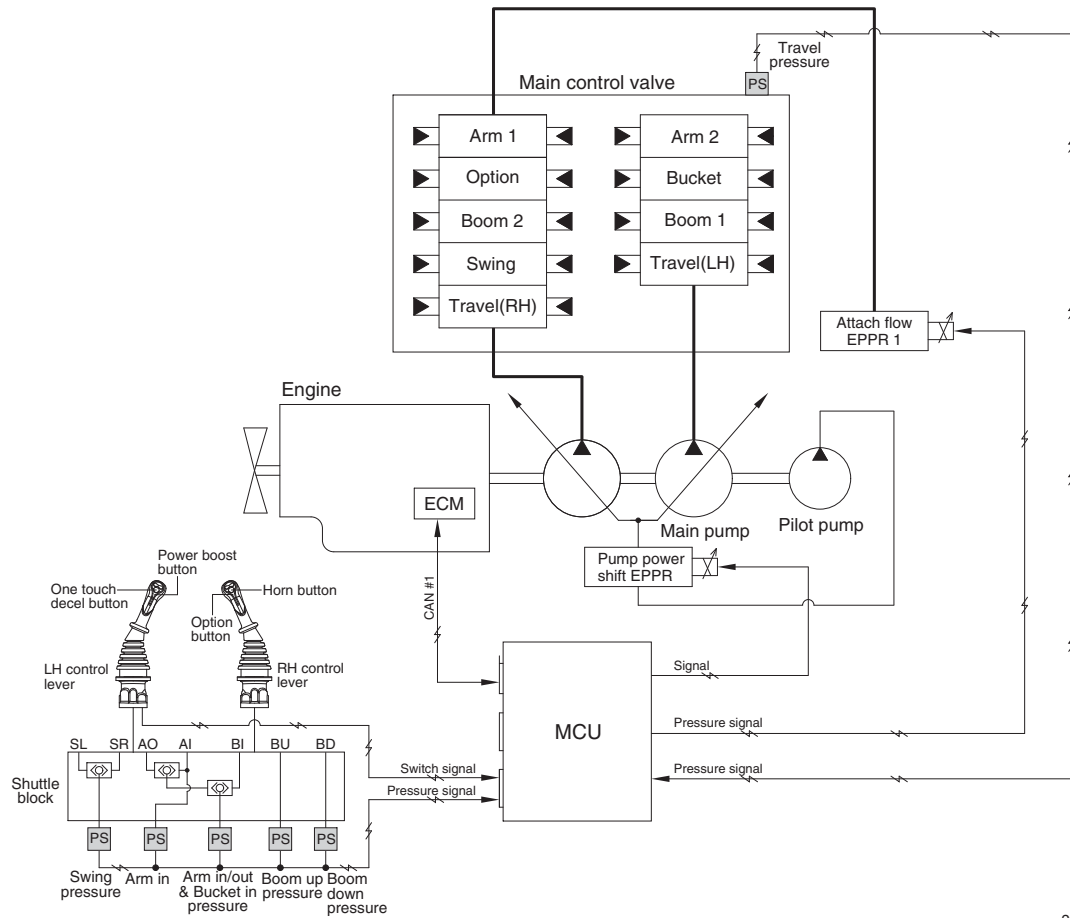 Travel
pressure
PS
Main control valve
Arm 1
Arm 2
Option
Bucket
Boom 2
Boom 1
Swing
Travel(LH)
Travel(RH)
Attach flow
EPPR 1
Engine
ECM
Main pump
Pilot pump
Pump power
shift EPPR
CAN #1
Power boost
button
One touch
decel button
Horn button
Option
button
LH control
lever
RH control
lever
Signal
MCU
Pressure signal
Pressure signal
Switch signal
Pressure signal
SL SR AO AI BI BU BD
Shuttle
block
PS PS PS PS PS
Swing
pressure
Arm in
Arm in/out
& Bucket in
pressure
Boom up
pressure
Boom
down
pressure